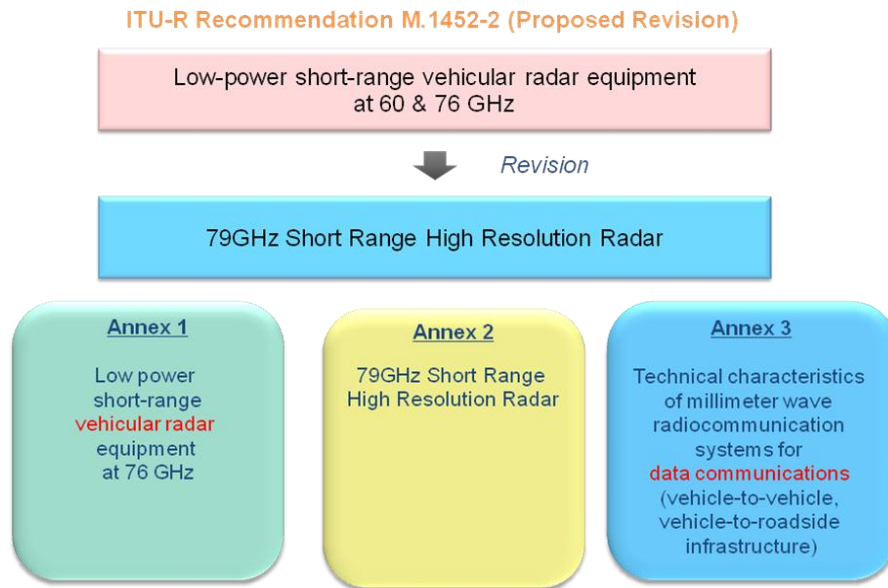 ITU-R Recommendation M.1452-2 (Proposed Revision)
Low-power short-range vehicular radar equipment
at 60 & 76 GHz
Revision
79GHz Short Range High Resolution Radar
Annex 1
Low power
short-range
vehicular radar
equipment
at 76 GHz
Annex 2
79GHz Short Range
High Resolution Radar
Annex 3
Technical characteristics
of millimeter wave
radiocommunication
systems for
data communications
(vehicle-to-vehicle,
vehicle-to-roadside
infrastructure)